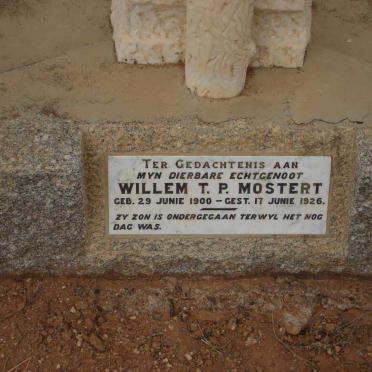 TER GEDACHTENIS AAN
MYN DIERBARE ECHTGENOOT
WILLEM T. P. MOSTERT
GEB. 29 JUNIE 1900 – GEST. 17 JUNIE 1926.
ZY ZON IS ONDERGEGAAN TERWYL HET NOG
DAG WAS.